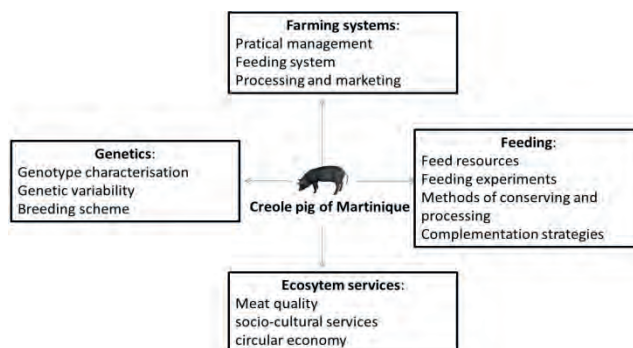 Farming systems:
Pratical management
Feeding system
Processing and marketing
Genetics:
Genotype characterisation
Genetic variability
Breeding scheme
Creole pig of Martinique
Feeding:
Feed resources
Feeding experiments
Methods of conserving and
processing
Complementation strategies
Ecosytem services:
Meat quality
socio-cultural services
circular economy